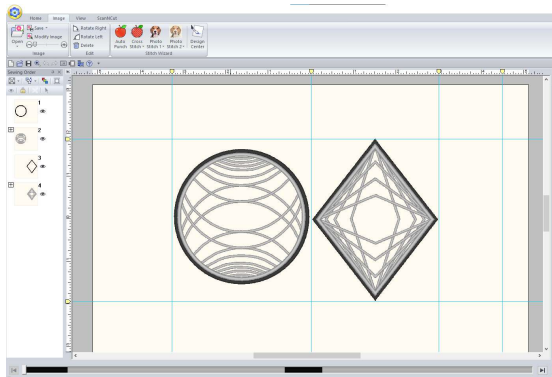 Home Image View ScanNCut
Open
Save
Modify Image
Image
Rotate Right
Rotate Left
Delete
Edit
Auto Punch
Cross Stitch
Photo Stitch 1
Photo Stitch 2
Design Center
Stitch Wizard
Sewing Order
1
2
3
4